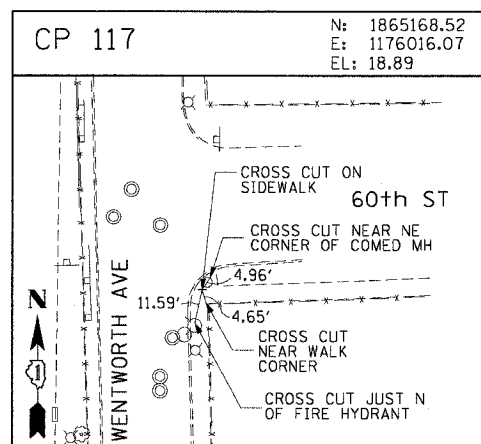 CP 117
N: 1865168.52
E: 1176016.07
EL: 18.89
CROSS CUT ON
SIDEWALK
60th ST
CROSS CUT NEAR NE
CORNER OF COMED MH
4.96'
11.59'
4.65'
N
WENTWORTH AVE
CROSS CUT
NEAR WALK
CORNER
CROSS CUT JUST N
OF FIRE HYDRANT